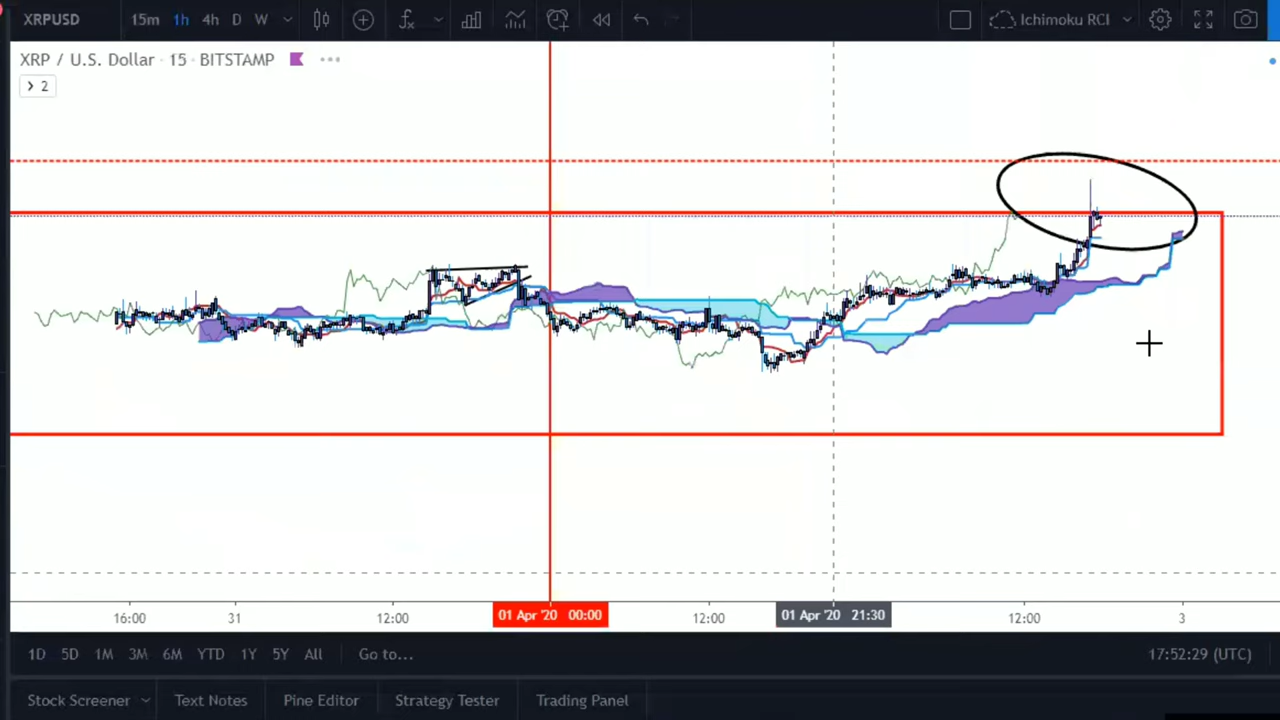 XRPUSD 15m 1h 4h D W Ichimoku RCI
XRP / U.S. Dollar · 15 · BITSTAMP
2
16:00 31 12:00 01 Apr '20 00:00 12:00 01 Apr '20 21:30 12:00 3
1D 5D 1M 3M 6M YTD 1Y 5Y All Go to... 17:52:29 (UTC)
Stock Screener Text Notes Pine Editor Strategy Tester Trading Panel